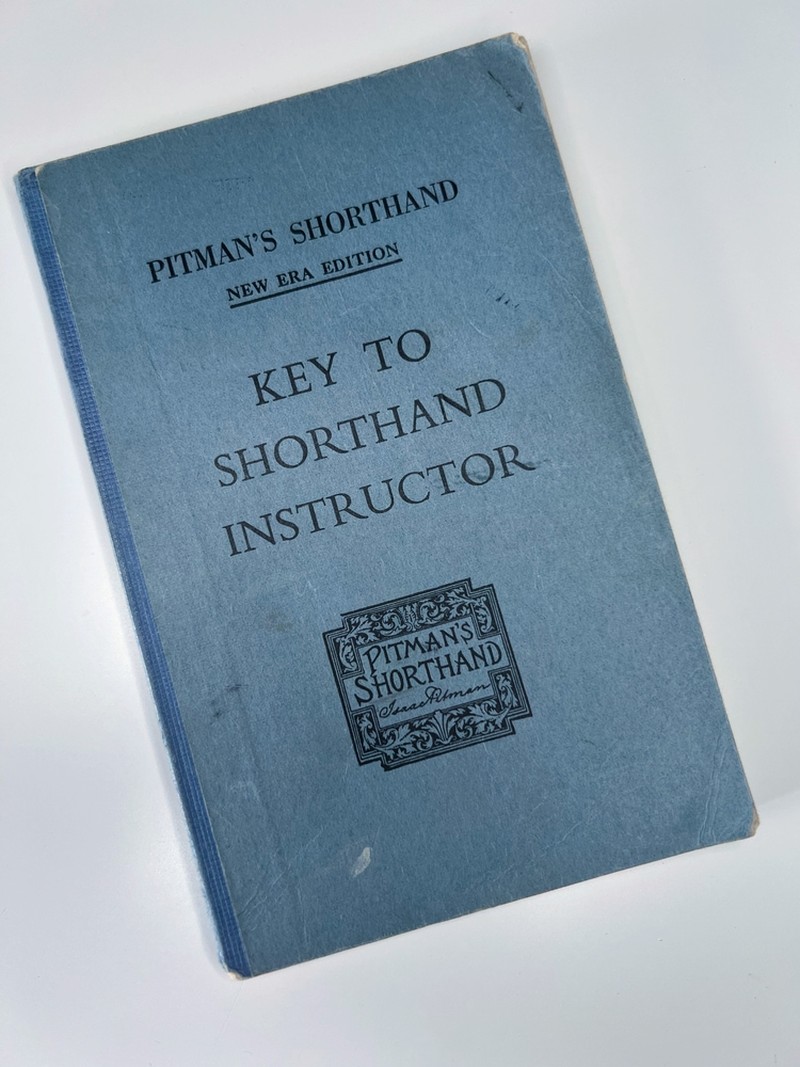 PITMAN'S SHORTHAND
NEW ERA EDITION
KEY TO
SHORTHAND
INSTRUCTOR
PITMAN'S
SHORTHAND
Isaac Pitman